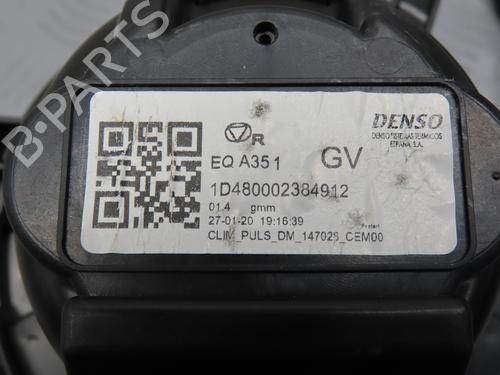 B-Parts
R
DENSO
DENSO SISTEMAS TERMICOS
ESPAÑA, S.A.
EQ A351
GV
1D480002384912
01.4 gmm
27-01-20 19:16:39
CLIM_PULS_DM_147028_CEM00